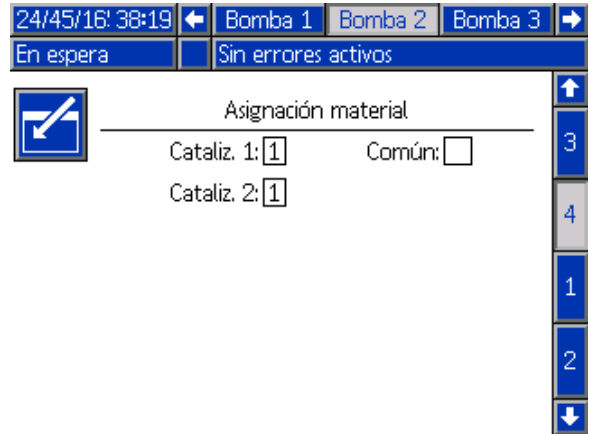 24/45/16! 38:19 Bomba 1 Bomba 2 Bomba 3
En espera Sin errores activos
Asignación material
3
Cataliz. 1: 1 Común:
Cataliz. 2: 1
4
1
2